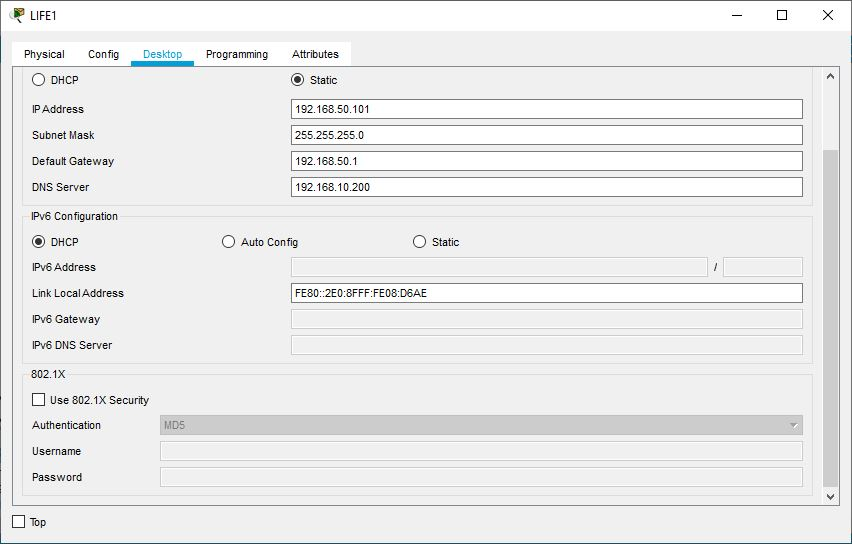 LIFE1
Physical Config Desktop Programming Attributes
DHCP Static
IP Address 192.168.50.101
Subnet Mask 255.255.255.0
Default Gateway 192.168.50.1
DNS Server 192.168.10.200
IPv6 Configuration
DHCP Auto Config Static
IPv6 Address /
Link Local Address FE80::2E0:8FFF:FE08:D6AE
IPv6 Gateway
IPv6 DNS Server
802.1X
Use 802.1X Security
Authentication MD5
Username
Password
Top